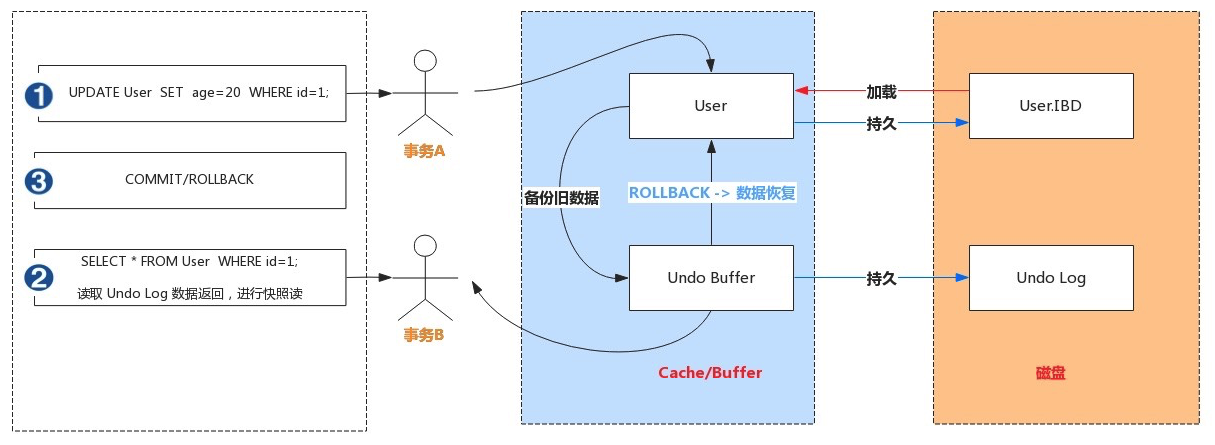 ❶ UPDATE User SET age=20 WHERE id=1;
事务A
❸ COMMIT/ROLLBACK
❷ SELECT * FROM User WHERE id=1;
读取 Undo Log 数据返回，进行快照读
事务B
User
备份旧数据
ROLLBACK -> 数据恢复
Undo Buffer
Cache/Buffer
加载
持久
持久
User.IBD
Undo Log
磁盘